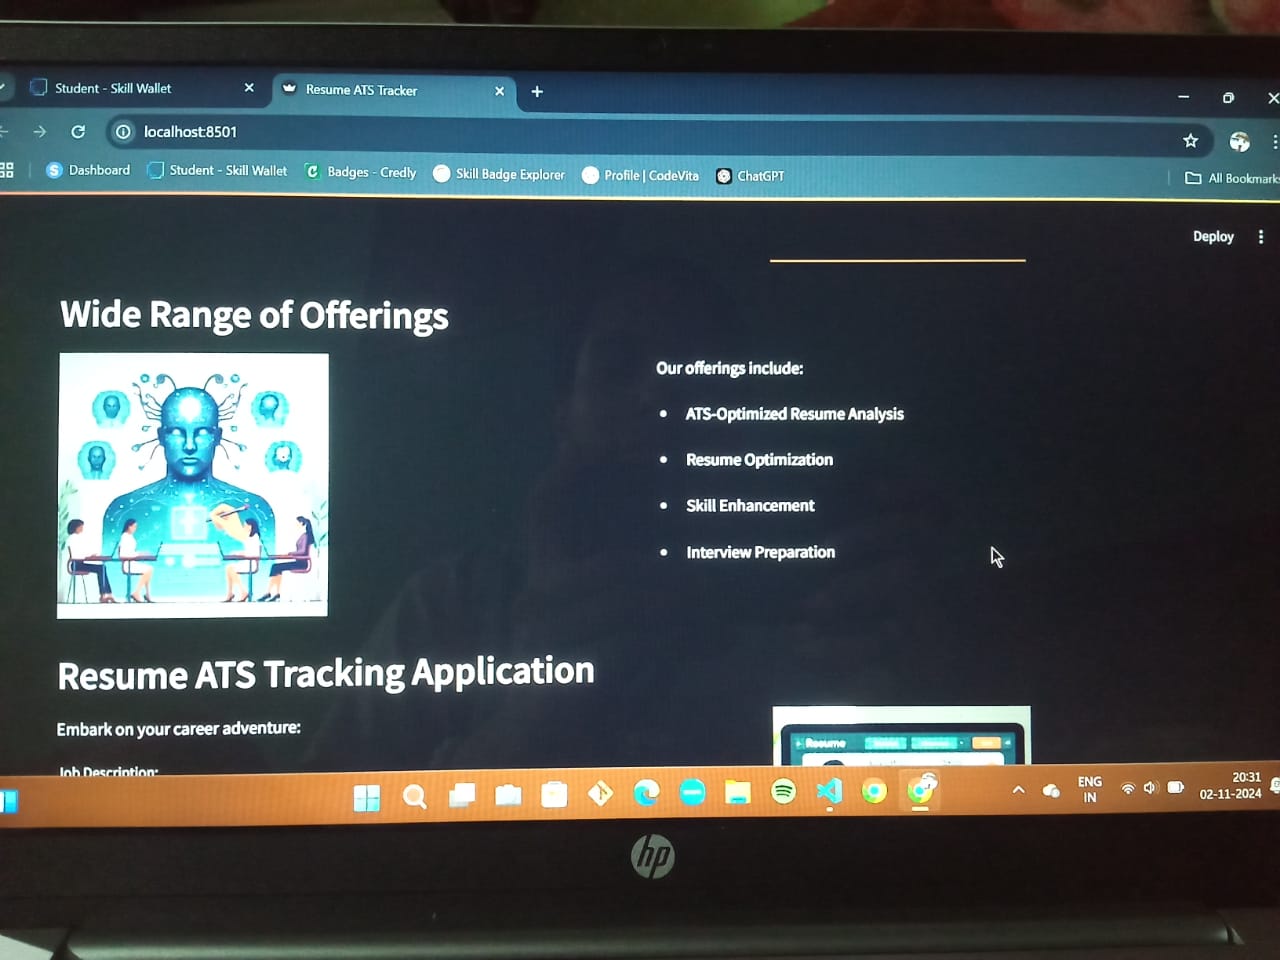 Student - Skill Wallet
Resume ATS Tracker
localhost:8501
Dashboard
Student - Skill Wallet
Badges - Credly
Skill Badge Explorer
Profile | CodeVita
ChatGPT
All Bookmarks
Deploy
Wide Range of Offerings
Our offerings include:
• ATS-Optimized Resume Analysis
• Resume Optimization
• Skill Enhancement
• Interview Preparation
Resume ATS Tracking Application
Embark on your career adventure:
Job Description:
Resume
ENG
IN
20:31
02-11-2024
hp